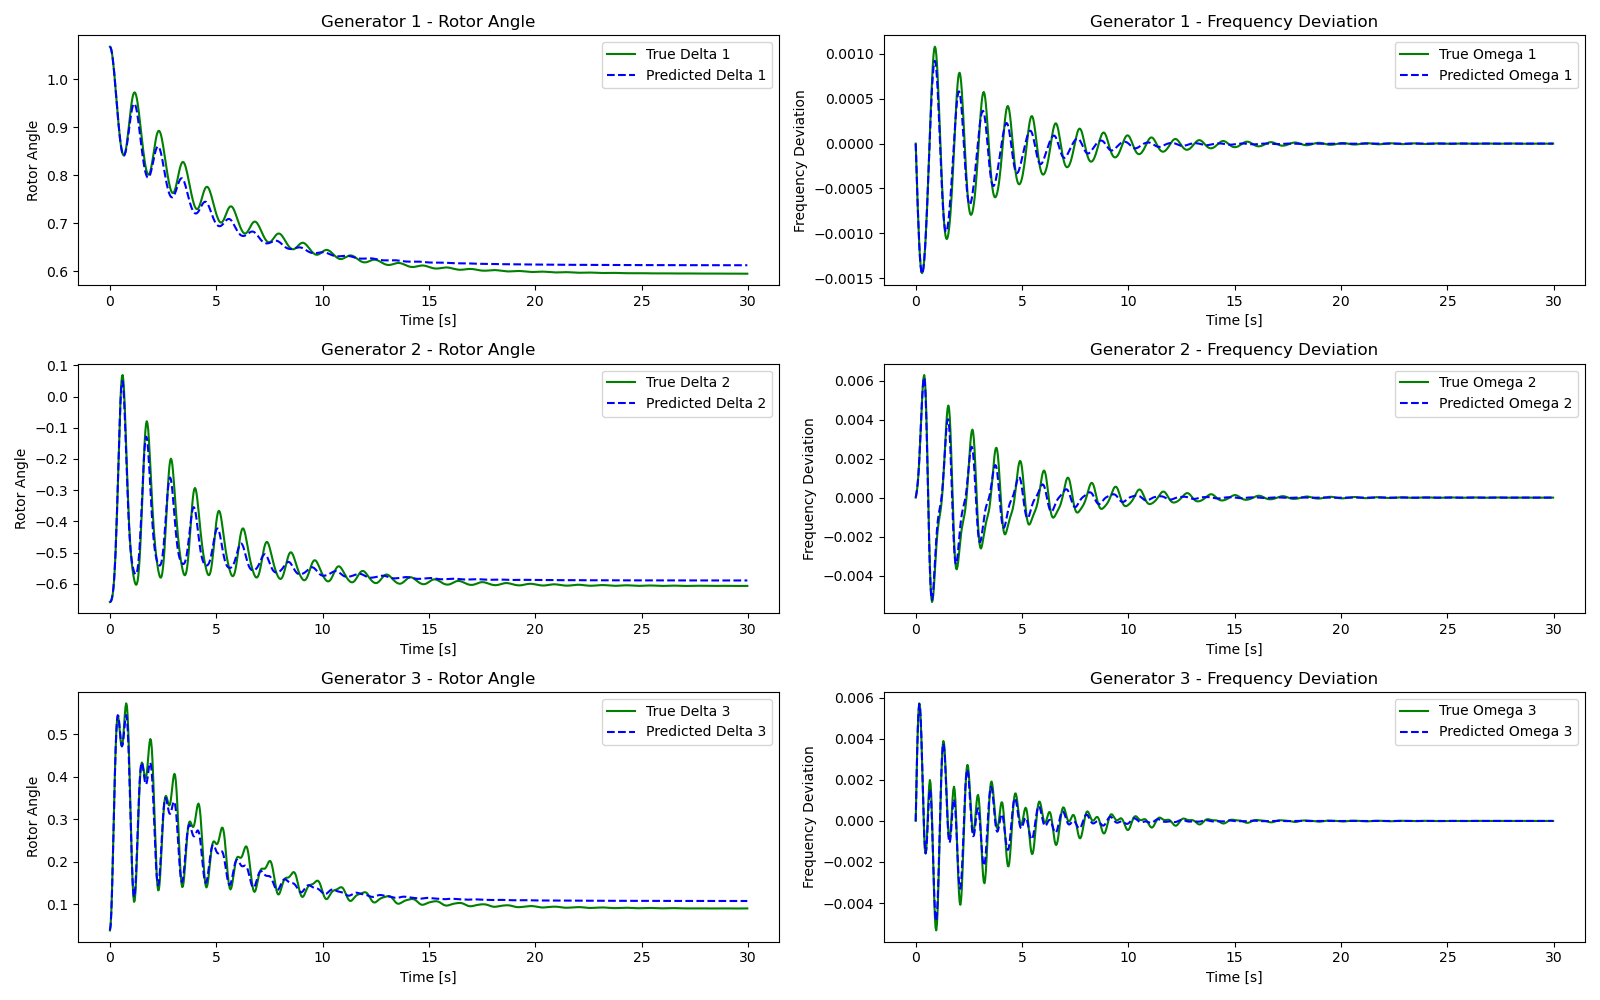 Generator 1 - Rotor Angle
Rotor Angle
1.0
0.9
0.8
0.7
0.6
True Delta 1
Predicted Delta 1
0 5 10 15 20 25 30
Time [s]
Generator 1 - Frequency Deviation
Frequency Deviation
0.0010
0.0005
0.0000
−0.0005
−0.0010
−0.0015
True Omega 1
Predicted Omega 1
0 5 10 15 20 25 30
Time [s]
Generator 2 - Rotor Angle
Rotor Angle
0.1
0.0
−0.1
−0.2
−0.3
−0.4
−0.5
−0.6
True Delta 2
Predicted Delta 2
0 5 10 15 20 25 30
Time [s]
Generator 2 - Frequency Deviation
Frequency Deviation
0.006
0.004
0.002
0.000
−0.002
−0.004
True Omega 2
Predicted Omega 2
0 5 10 15 20 25 30
Time [s]
Generator 3 - Rotor Angle
Rotor Angle
0.5
0.4
0.3
0.2
0.1
True Delta 3
Predicted Delta 3
0 5 10 15 20 25 30
Time [s]
Generator 3 - Frequency Deviation
Frequency Deviation
0.006
0.004
0.002
0.000
−0.002
−0.004
True Omega 3
Predicted Omega 3
0 5 10 15 20 25 30
Time [s]